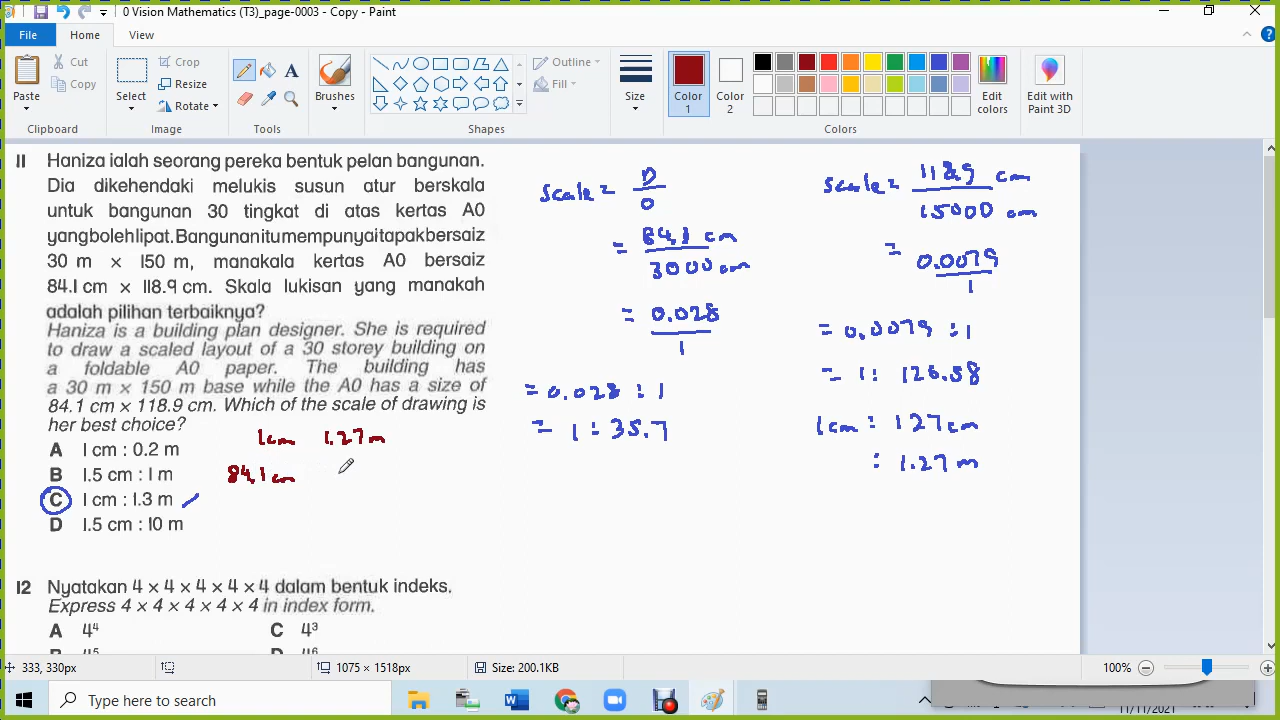 0 Vision Mathematics (T3)_page-0003 - Copy - Paint
File Home View
Paste Cut Copy Select Crop Resize Rotate A Brushes Outline Fill Size Color 1 Color 2 Edit colors Edit with Paint 3D
Clipboard Image Tools Shapes Colors
11 Haniza ialah seorang pereka bentuk pelan bangunan.
Dia dikehendaki melukis susun atur berskala
untuk bangunan 30 tingkat di atas kertas A0
yang boleh lipat. Bangunan itu mempunyai tapak bersaiz
30 m × 150 m, manakala kertas A0 bersaiz
84.1 cm × 118.9 cm. Skala lukisan yang manakah
adalah pilihan terbaiknya?
Haniza is a building plan designer. She is required
to draw a scaled layout of a 30 storey building on
a foldable A0 paper. The building has
a 30 m × 150 m base while the A0 has a size of
84.1 cm × 118.9 cm. Which of the scale of drawing is
her best choice?
A 1 cm : 0.2 m
B 1.5 cm : 1 m
C 1 cm : 1.3 m
D 1.5 cm : 10 m
1cm 1.27m
84.1cm
Scale = D/O
= 84.1 cm / 3000 cm
= 0.028 / 1
= 0.028 : 1
= 1 : 35.7
Scale = 118.9 cm / 15000 cm
= 0.0079 / 1
= 0.0079 : 1
= 1 : 126.58
1cm : 127cm
: 1.27 m
12 Nyatakan 4 × 4 × 4 × 4 × 4 dalam bentuk indeks.
Express 4 × 4 × 4 × 4 × 4 in index form.
A 4⁴ C 4³
333, 330px 1075 × 1518px Size: 200.1KB 100%
Type here to search
11/11/2021